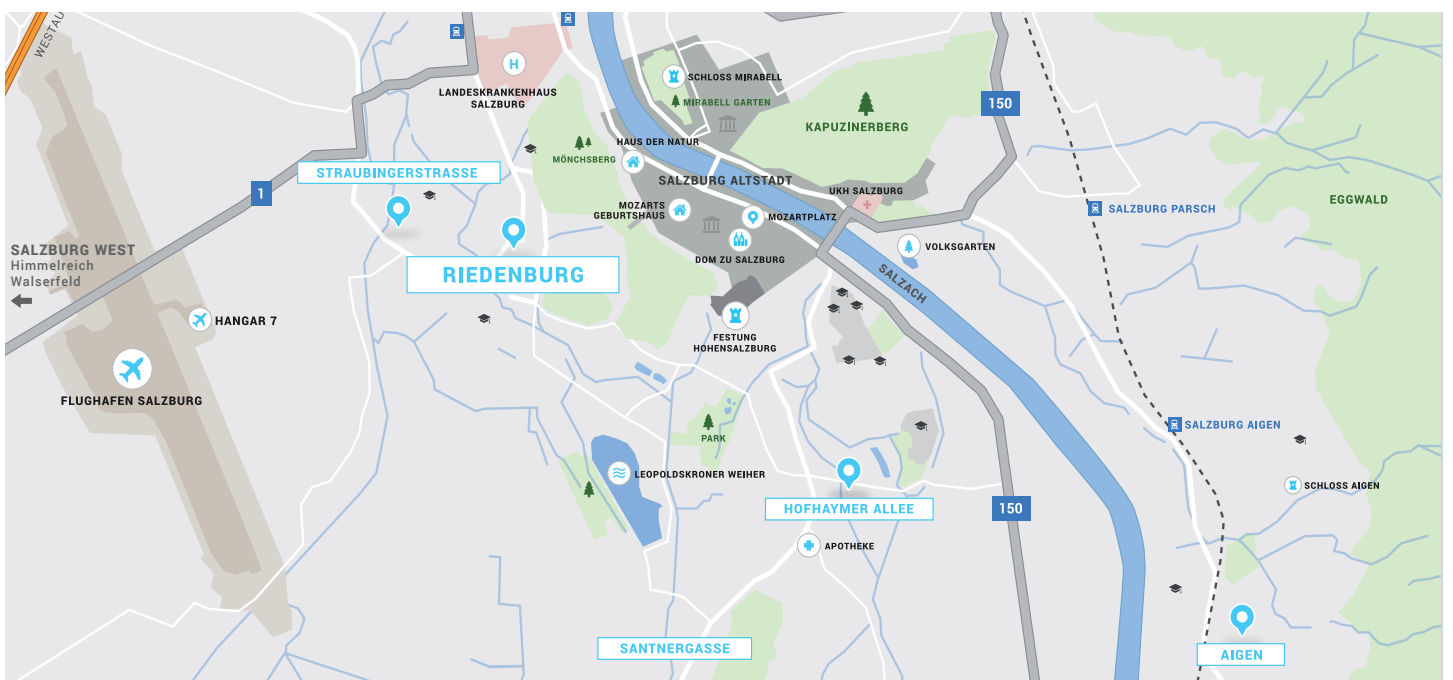 WESTAU
H
LANDESKRANKENHAUS
SALZBURG
SCHLOSS MIRABELL
MIRABELL GARTEN
150
KAPUZINERBERG
HAUS DER NATUR
MÖNCHSBERG
STRAUBINGERSTRASSE
SALZBURG ALTSTADT
UKH SALZBURG
1
EGGWALD
MOZARTS
GEBURTSHAUS
MOZARTPLATZ
SALZBURG PARSCH
SALZBURG WEST
Himmelreich
Walserfeld
VOLKSGARTEN
DOM ZU SALZBURG
RIEDENBURG
SALZACH
HANGAR 7
FESTUNG
HOHENSALZBURG
FLUGHAFEN SALZBURG
SALZBURG AIGEN
PARK
LEOPOLDSKRONER WEIHER
SCHLOSS AIGEN
HOFHAYMER ALLEE
150
APOTHEKE
SANTNERGASSE
AIGEN